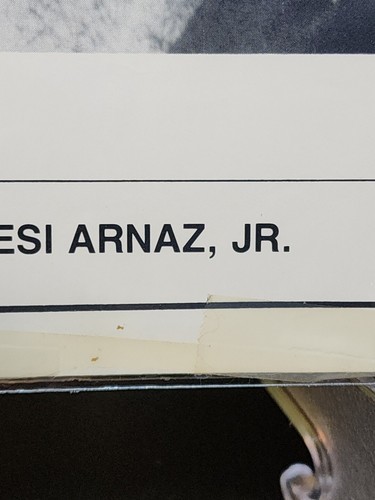 ESI ARNAZ, JR.